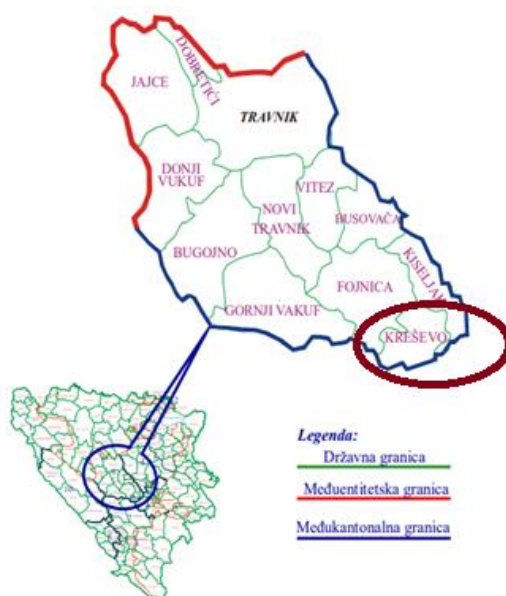 DOBRETIĆI
JAJCE
TRAVNIK
DONJI
VUKUF
VITEZ
NOVI
TRAVNIK
BUSOVAČA
BUGOJNO
KISELJAK
FOJNICA
GORNJI VAKUF
KREŠEVO
Legenda:
Državna granica
Međuentitetska granica
Međukantonalna granica